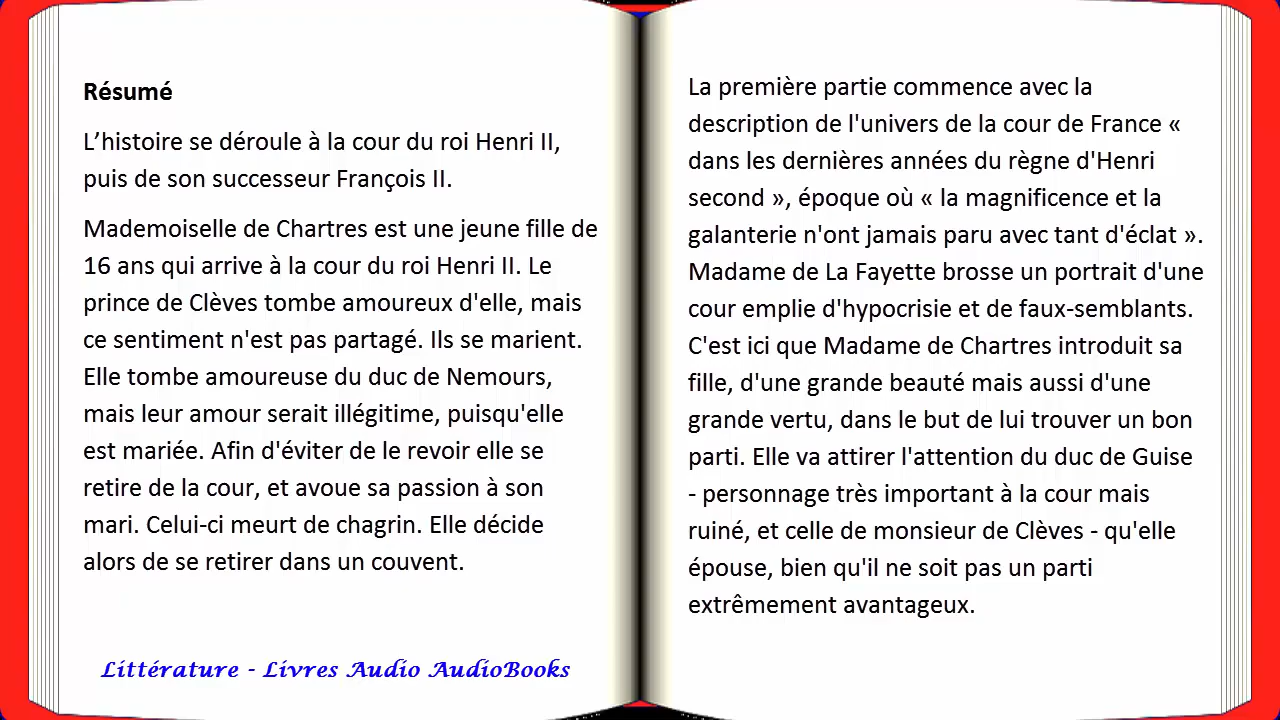 Résumé
L’histoire se déroule à la cour du roi Henri II,
puis de son successeur François II.
Mademoiselle de Chartres est une jeune fille de
16 ans qui arrive à la cour du roi Henri II. Le
prince de Clèves tombe amoureux d'elle, mais
ce sentiment n'est pas partagé. Ils se marient.
Elle tombe amoureuse du duc de Nemours,
mais leur amour serait illégitime, puisqu'elle
est mariée. Afin d'éviter de le revoir elle se
retire de la cour, et avoue sa passion à son
mari. Celui-ci meurt de chagrin. Elle décide
alors de se retirer dans un couvent.
Littérature - Livres Audio AudioBooks
La première partie commence avec la
description de l'univers de la cour de France «
dans les dernières années du règne d'Henri
second », époque où « la magnificence et la
galanterie n'ont jamais paru avec tant d'éclat ».
Madame de La Fayette brosse un portrait d'une
cour emplie d'hypocrisie et de faux-semblants.
C'est ici que Madame de Chartres introduit sa
fille, d'une grande beauté mais aussi d'une
grande vertu, dans le but de lui trouver un bon
parti. Elle va attirer l'attention du duc de Guise
- personnage très important à la cour mais
ruiné, et celle de monsieur de Clèves - qu'elle
épouse, bien qu'il ne soit pas un parti
extrêmement avantageux.